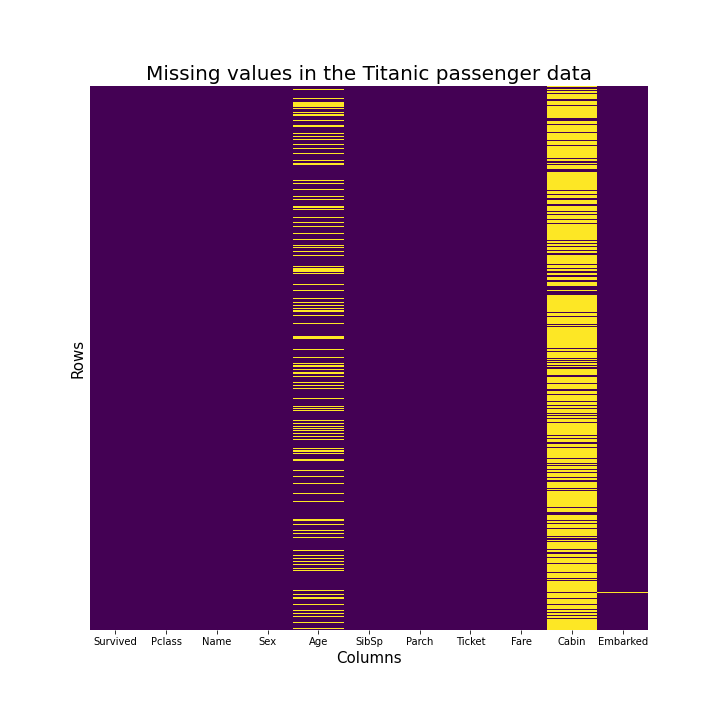 Missing values in the Titanic passenger data
Rows
Survived Pclass Name Sex Age SibSp Parch Ticket Fare Cabin Embarked
Columns